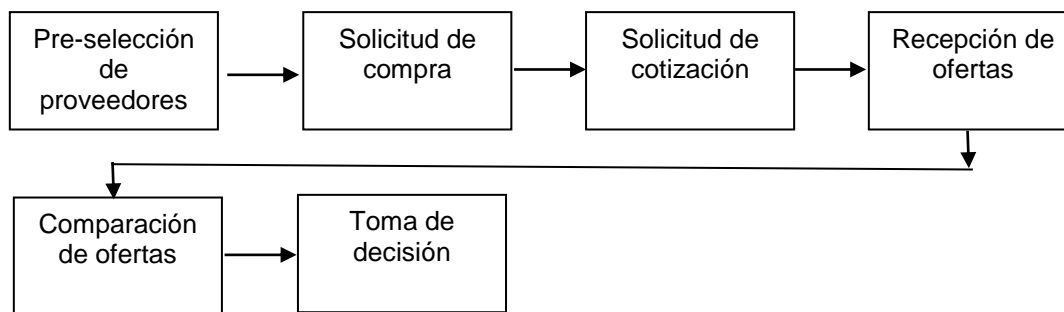 Pre-selección
de
proveedores
Solicitud de
compra
Solicitud de
cotización
Recepción de
ofertas
Comparación
de ofertas
Toma de
decisión